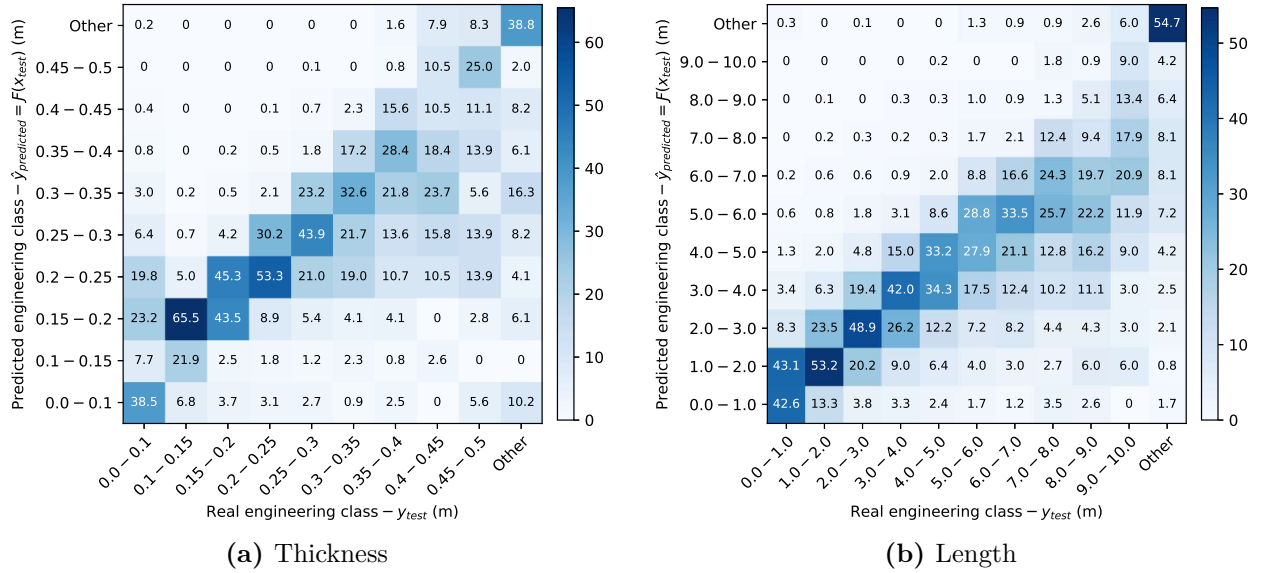 Predicted engineering class − ŷpredicted = F(xtest) (m)
Other 0.2 0 0 0 0 0 1.6 7.9 8.3 38.8
0.45 − 0.5 0 0 0 0 0.1 0 0.8 10.5 25.0 2.0
0.4 − 0.45 0.4 0 0 0.1 0.7 2.3 15.6 10.5 11.1 8.2
0.35 − 0.4 0.8 0 0.2 0.5 1.8 17.2 28.4 18.4 13.9 6.1
0.3 − 0.35 3.0 0.2 0.5 2.1 23.2 32.6 21.8 23.7 5.6 16.3
0.25 − 0.3 6.4 0.7 4.2 30.2 43.9 21.7 13.6 15.8 13.9 8.2
0.2 − 0.25 19.8 5.0 45.3 53.3 21.0 19.0 10.7 10.5 13.9 4.1
0.15 − 0.2 23.2 65.5 43.5 8.9 5.4 4.1 4.1 0 2.8 6.1
0.1 − 0.15 7.7 21.9 2.5 1.8 1.2 2.3 0.8 2.6 0 0
0.0 − 0.1 38.5 6.8 3.7 3.1 2.7 0.9 2.5 0 5.6 10.2
0.0 − 0.1 0.1 − 0.15 0.15 − 0.2 0.2 − 0.25 0.25 − 0.3 0.3 − 0.35 0.35 − 0.4 0.4 − 0.45 0.45 − 0.5 Other
Real engineering class − ytest (m)
60
50
40
30
20
10
0
(a) Thickness
Predicted engineering class − ŷpredicted = F(xtest) (m)
Other 0.3 0 0.1 0 0 1.3 0.9 0.9 2.6 6.0 54.7
9.0 − 10.0 0 0 0 0 0.2 0 0 1.8 0.9 9.0 4.2
8.0 − 9.0 0 0.1 0 0.3 0.3 1.0 0.9 1.3 5.1 13.4 6.4
7.0 − 8.0 0 0.2 0.3 0.2 0.3 1.7 2.1 12.4 9.4 17.9 8.1
6.0 − 7.0 0.2 0.6 0.6 0.9 2.0 8.8 16.6 24.3 19.7 20.9 8.1
5.0 − 6.0 0.6 0.8 1.8 3.1 8.6 28.8 33.5 25.7 22.2 11.9 7.2
4.0 − 5.0 1.3 2.0 4.8 15.0 33.2 27.9 21.1 12.8 16.2 9.0 4.2
3.0 − 4.0 3.4 6.3 19.4 42.0 34.3 17.5 12.4 10.2 11.1 3.0 2.5
2.0 − 3.0 8.3 23.5 48.9 26.2 12.2 7.2 8.2 4.4 4.3 3.0 2.1
1.0 − 2.0 43.1 53.2 20.2 9.0 6.4 4.0 3.0 2.7 6.0 6.0 0.8
0.0 − 1.0 42.6 13.3 3.8 3.3 2.4 1.7 1.2 3.5 2.6 0 1.7
0.0 − 1.0 1.0 − 2.0 2.0 − 3.0 3.0 − 4.0 4.0 − 5.0 5.0 − 6.0 6.0 − 7.0 7.0 − 8.0 8.0 − 9.0 9.0 − 10.0 Other
Real engineering class − ytest (m)
50
40
30
20
10
0
(b) Length